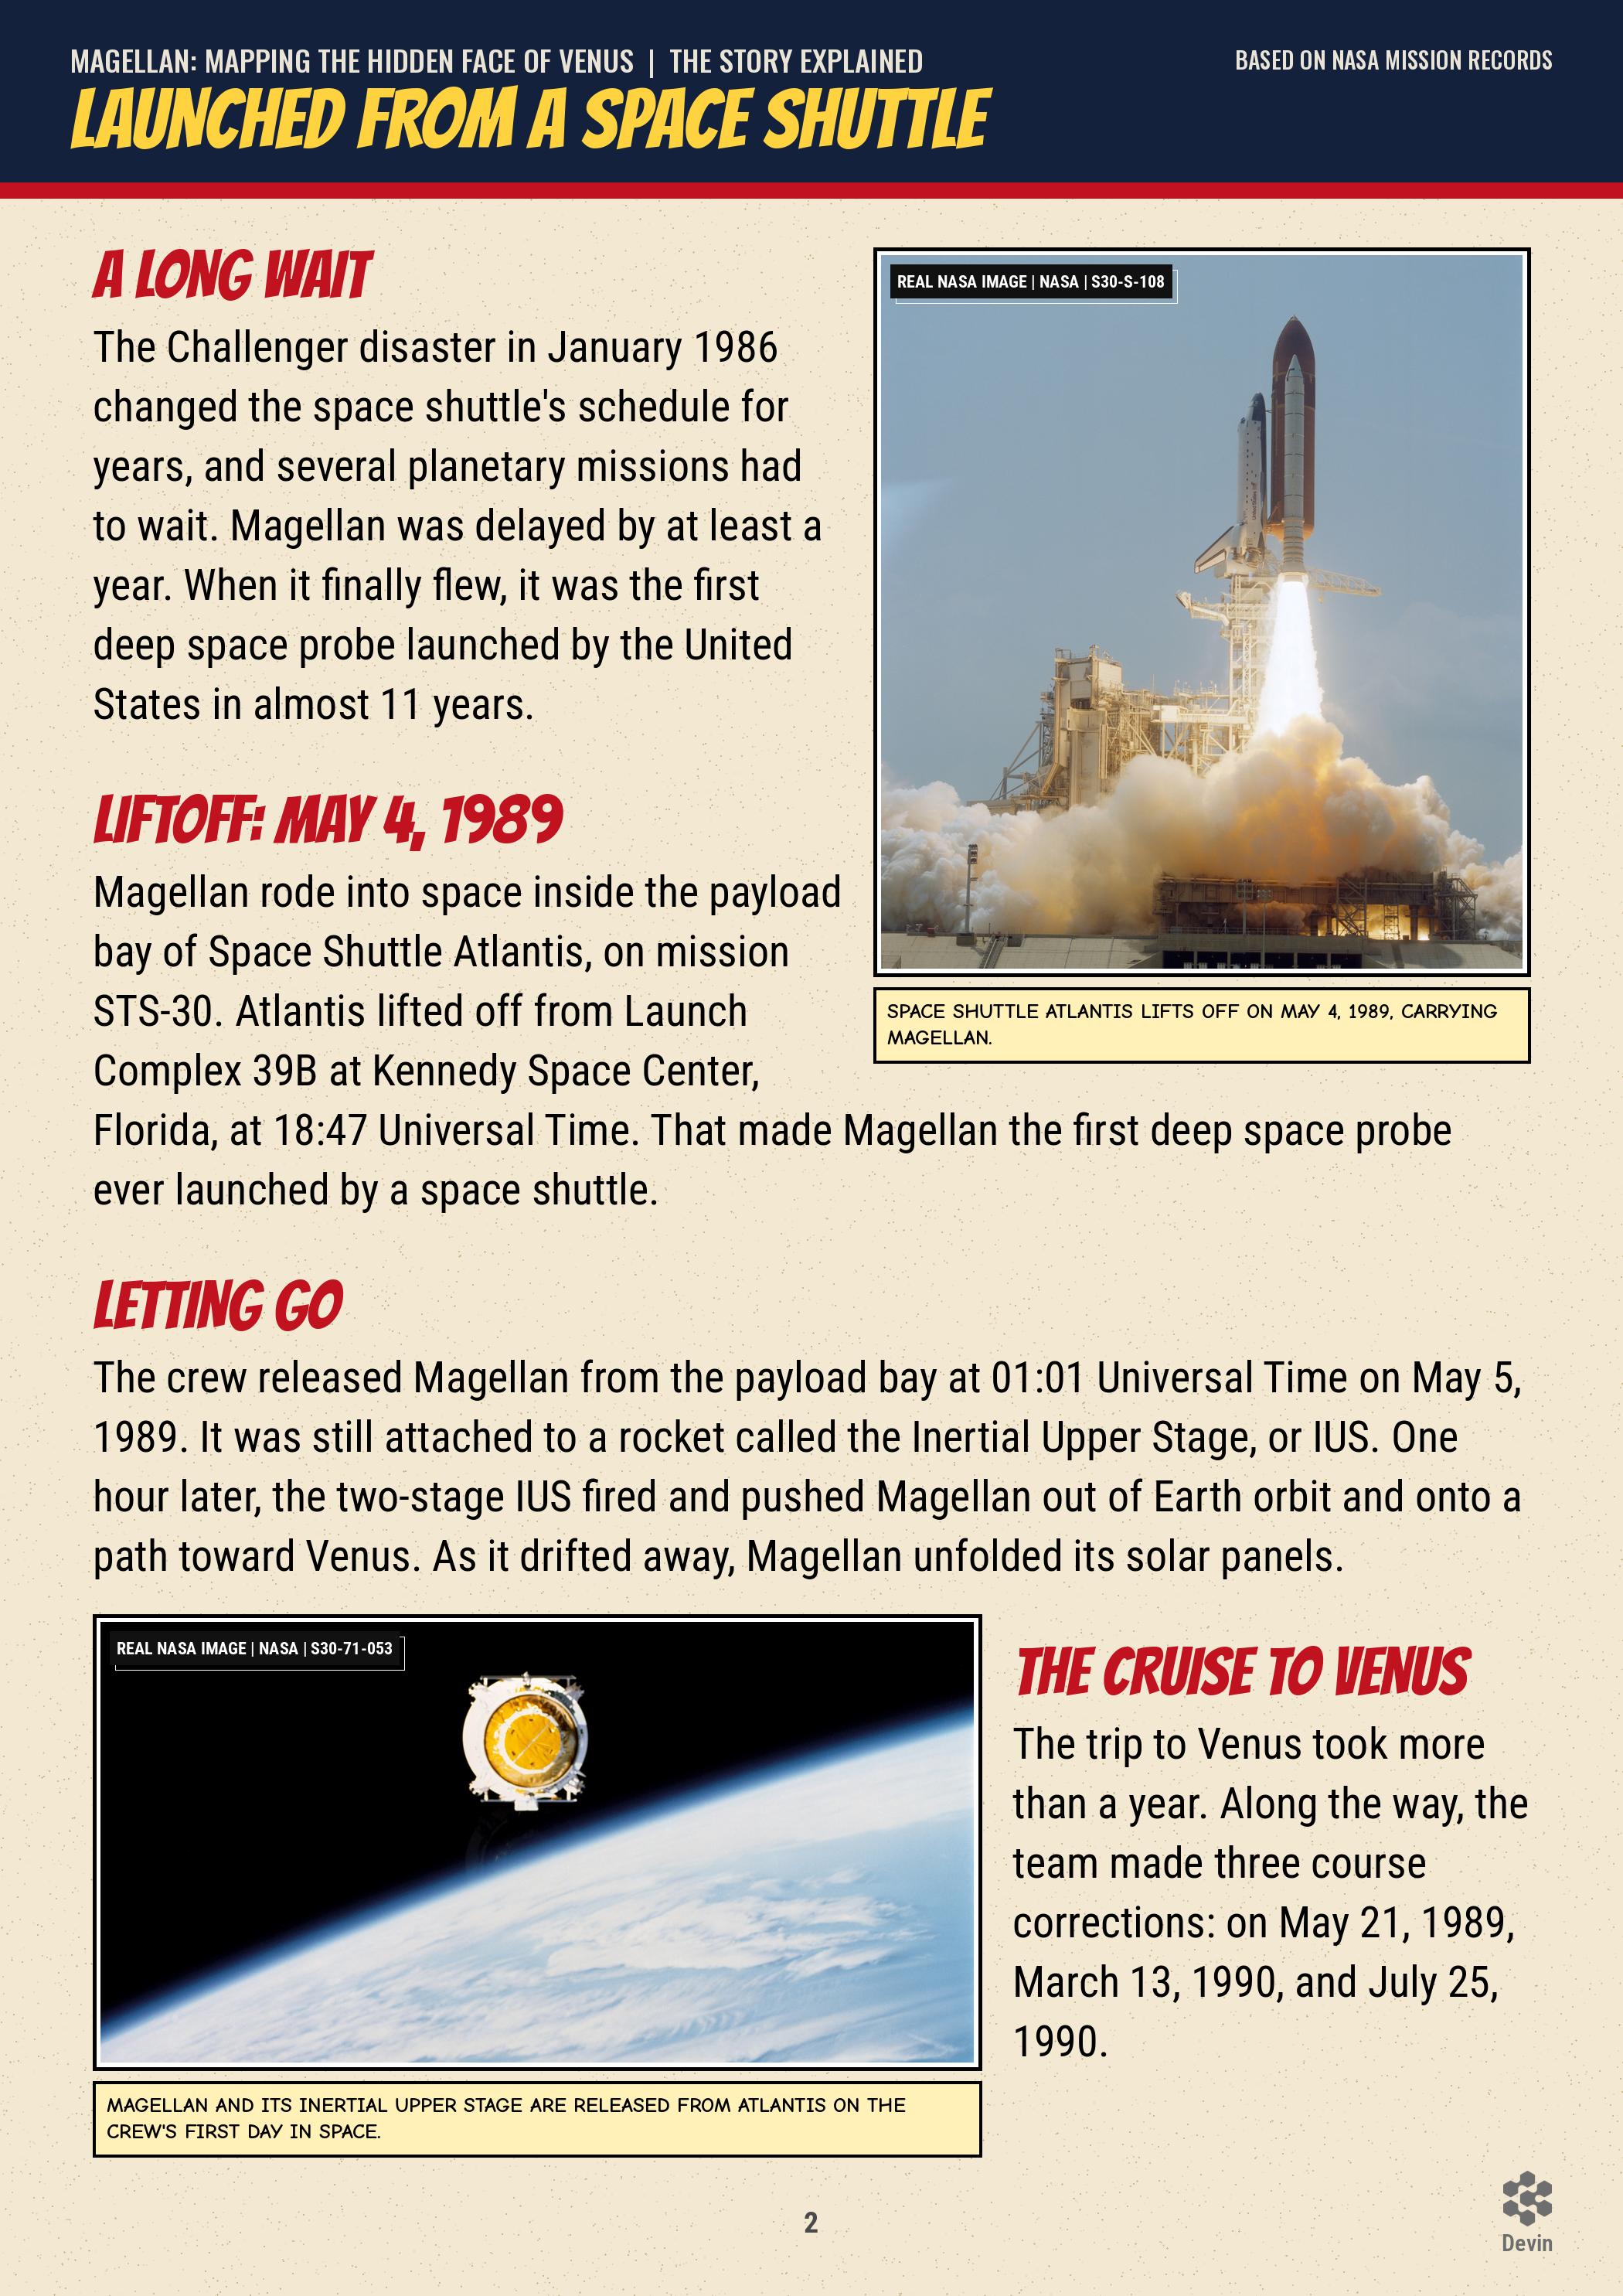 MAGELLAN: MAPPING THE HIDDEN FACE OF VENUS | THE STORY EXPLAINED
BASED ON NASA MISSION RECORDS
LAUNCHED FROM A SPACE SHUTTLE
A LONG WAIT
The Challenger disaster in January 1986
changed the space shuttle's schedule for
years, and several planetary missions had
to wait. Magellan was delayed by at least a
year. When it finally flew, it was the first
deep space probe launched by the United
States in almost 11 years.
REAL NASA IMAGE | NASA | S30-S-108
SPACE SHUTTLE ATLANTIS LIFTS OFF ON MAY 4, 1989, CARRYING
MAGELLAN.
LIFTOFF: MAY 4, 1989
Magellan rode into space inside the payload
bay of Space Shuttle Atlantis, on mission
STS-30. Atlantis lifted off from Launch
Complex 39B at Kennedy Space Center,
Florida, at 18:47 Universal Time. That made Magellan the first deep space probe
ever launched by a space shuttle.
LETTING GO
The crew released Magellan from the payload bay at 01:01 Universal Time on May 5,
1989. It was still attached to a rocket called the Inertial Upper Stage, or IUS. One
hour later, the two-stage IUS fired and pushed Magellan out of Earth orbit and onto a
path toward Venus. As it drifted away, Magellan unfolded its solar panels.
REAL NASA IMAGE | NASA | S30-71-053
MAGELLAN AND ITS INERTIAL UPPER STAGE ARE RELEASED FROM ATLANTIS ON THE
CREW'S FIRST DAY IN SPACE.
THE CRUISE TO VENUS
The trip to Venus took more
than a year. Along the way, the
team made three course
corrections: on May 21, 1989,
March 13, 1990, and July 25,
1990.
2
Devin